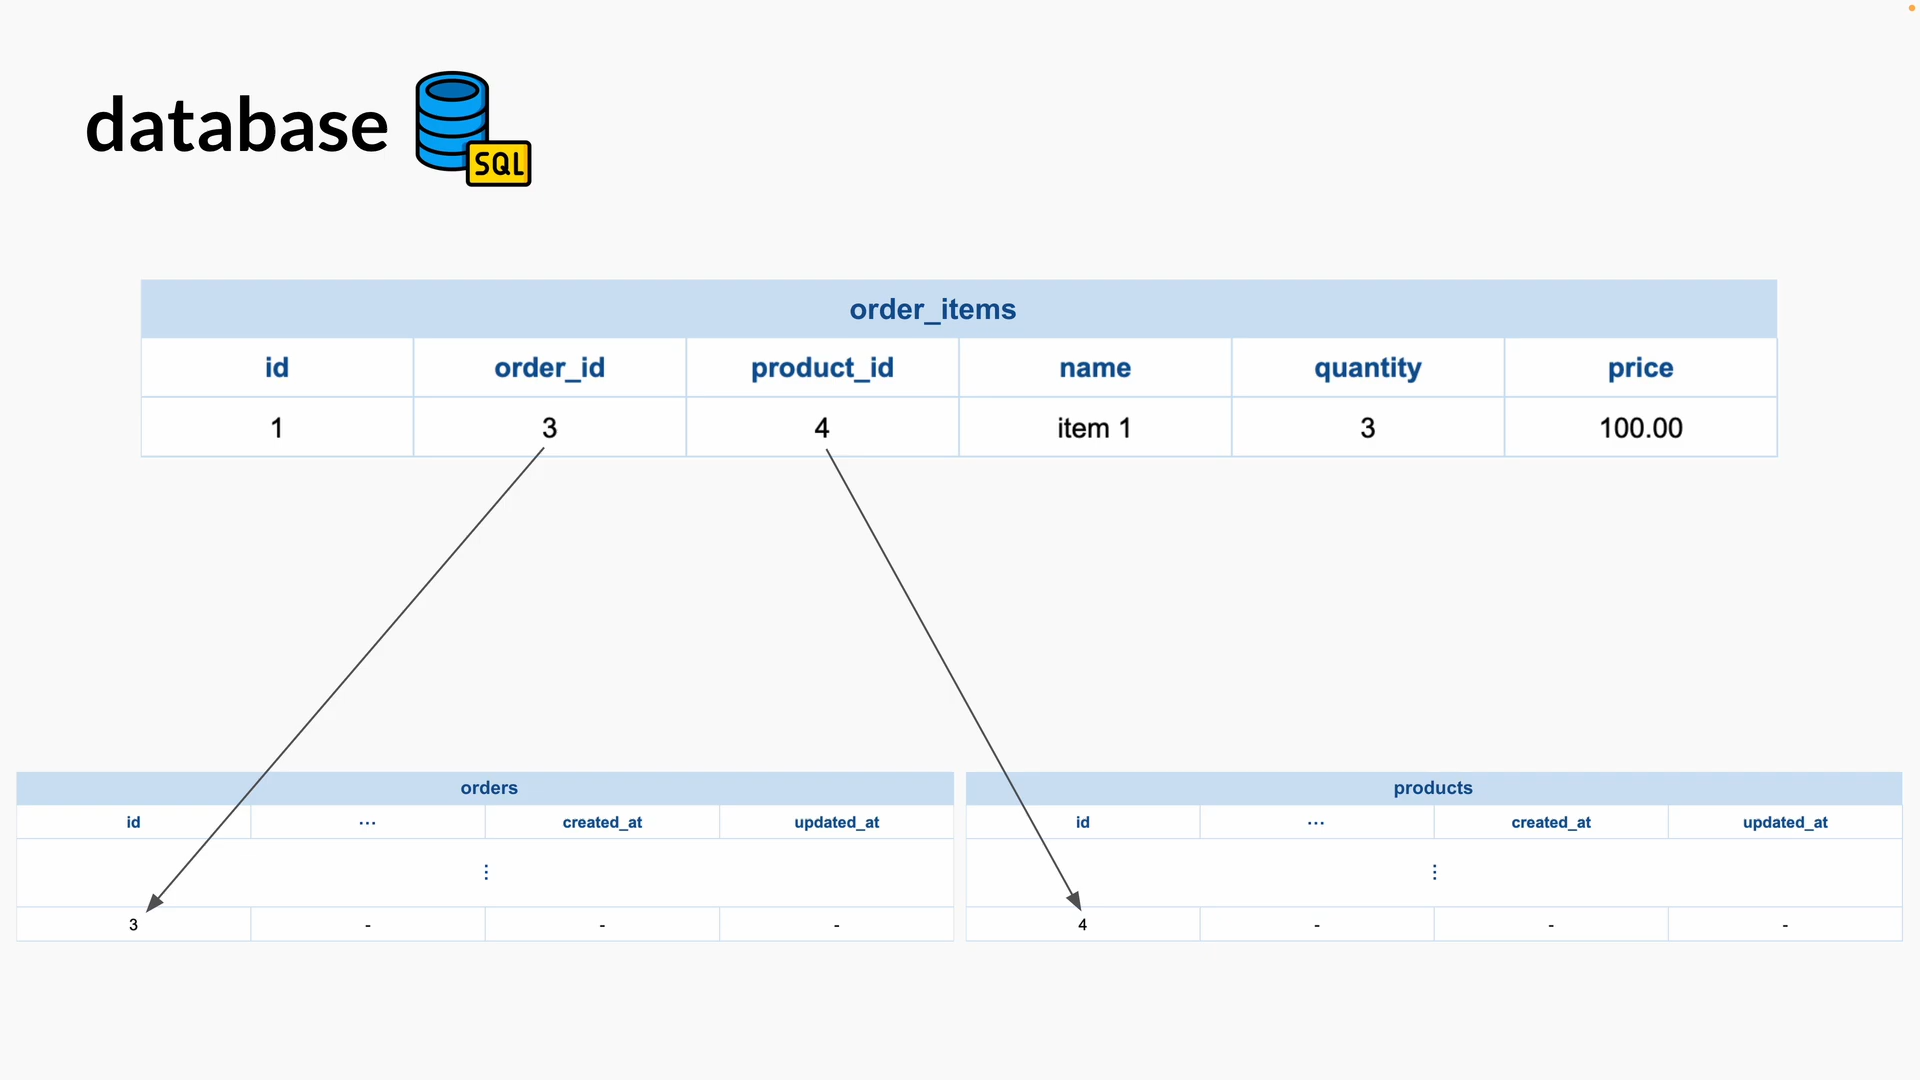 database
SQL
order_items
id order_id product_id name quantity price
1 3 4 item 1 3 100.00
orders
id ... created_at updated_at
⋮
3 - - -
products
id ... created_at updated_at
⋮
4 - - -